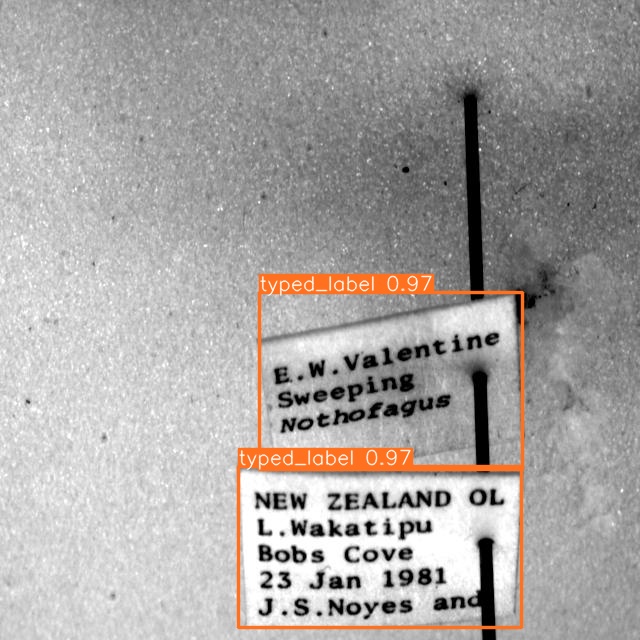 typed_label 0.97
E.W.Valentine
Sweeping
Nothofagus
typed_label 0.97
NEW ZEALAND OL
L.Wakatipu
Bobs Cove
23 Jan 1981
J.S.Noyes and